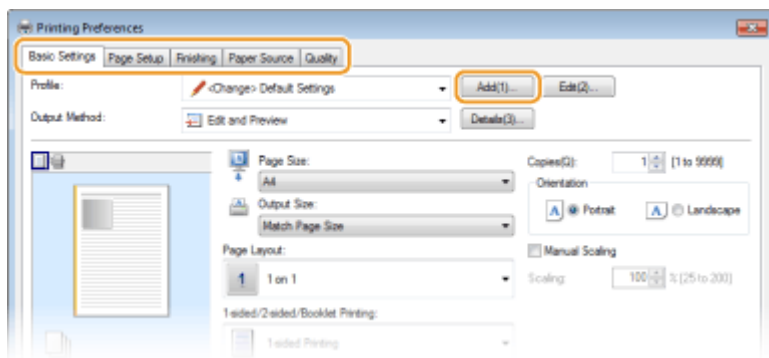 Printing Preferences
Basic Settings Page Setup Finishing Paper Source Quality
Profile: <Change> Default Settings Add(1)... Edit(2)...
Output Method: Edit and Preview Details(3)...
Page Size: Copies(Q): 1 [1 to 9999]
A4 Orientation
Output Size: A Portrait A Landscape
Match Page Size
Page Layout: Manual Scaling
1 1 on 1 Scaling: 100 % [25 to 200]
1-sided/2-sided/Booklet Printing:
1-sided Printing